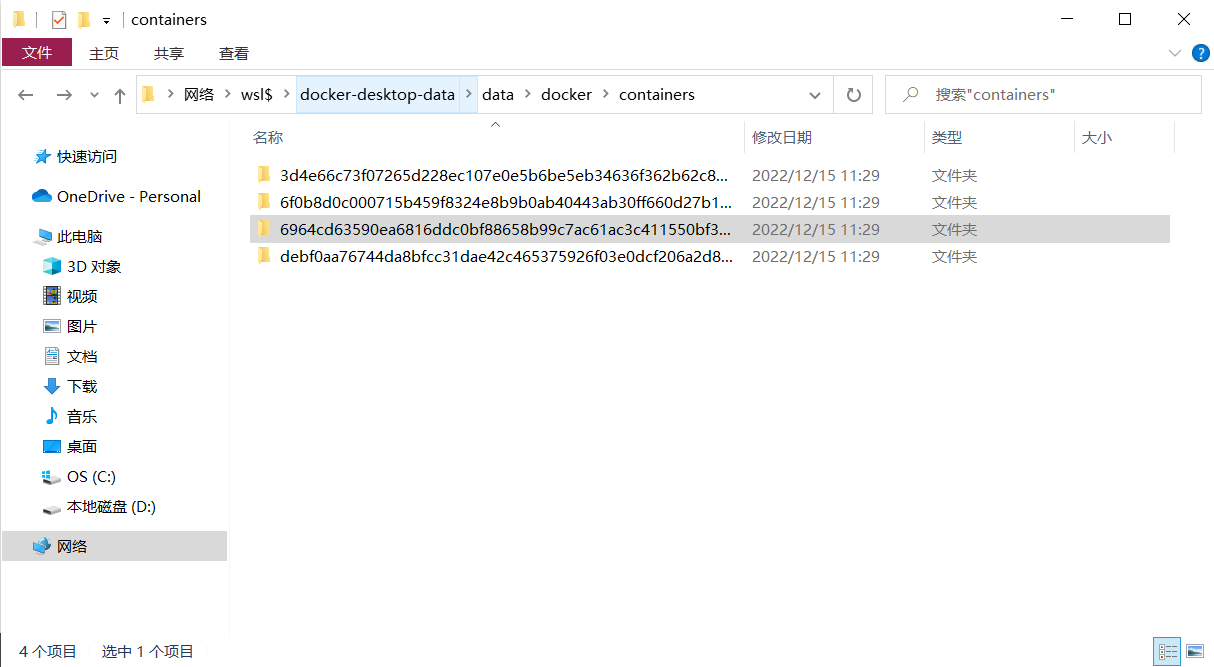 containers
文件 主页 共享 查看
网络 wsl$ docker-desktop-data data docker containers 搜索"containers"
名称 修改日期 类型 大小
快速访问
OneDrive - Personal
此电脑
3D 对象
视频
图片
文档
下载
音乐
桌面
OS (C:)
本地磁盘 (D:)
网络
3d4e66c73f07265d228ec107e0e5b6be5eb34636f362b62c8... 2022/12/15 11:29 文件夹
6f0b8d0c000715b459f8324e8b9b0ab40443ab30ff660d27b1... 2022/12/15 11:29 文件夹
6964cd63590ea6816ddc0bf88658b99c7ac61ac3c411550bf3... 2022/12/15 11:29 文件夹
debf0aa76744da8bfcc31dae42c465375926f03e0dcf206a2d8... 2022/12/15 11:29 文件夹
4 个项目 选中 1 个项目